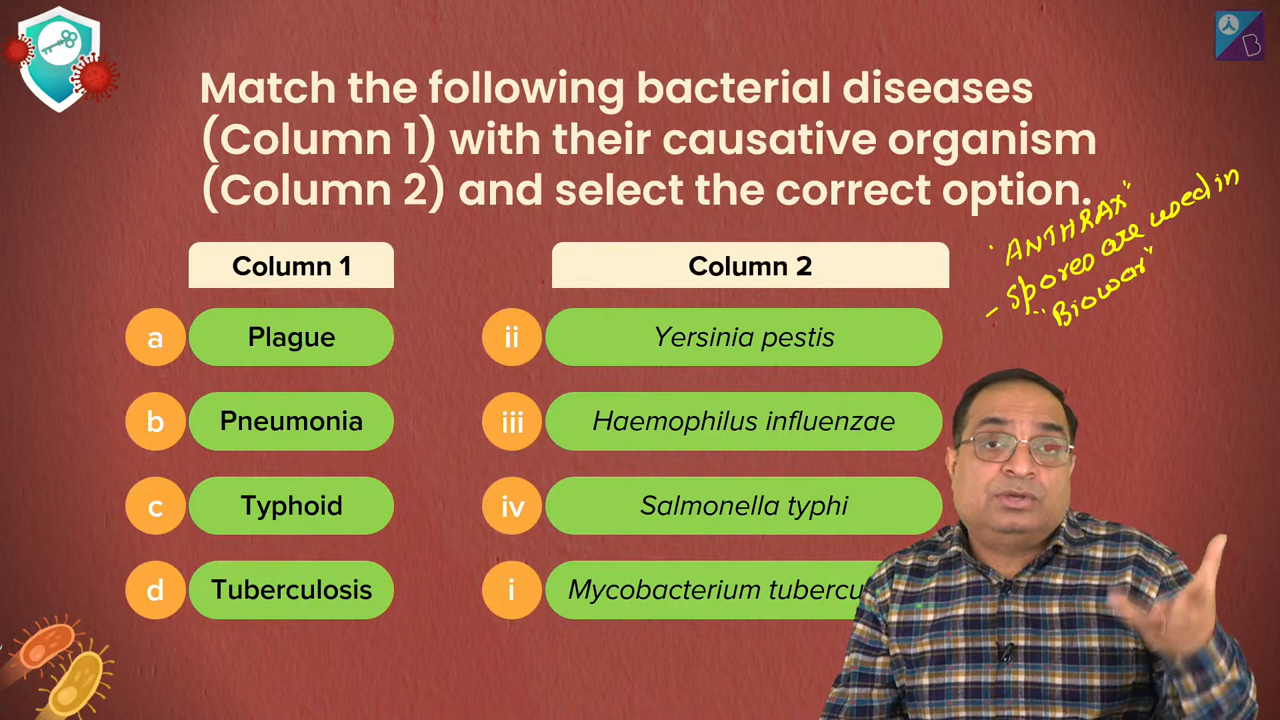 Match the following bacterial diseases
(Column 1) with their causative organism
(Column 2) and select the correct option.
"ANTHRAX"
- Spores are used in
"Biowar"
Column 1 Column 2
a Plague ii Yersinia pestis
b Pneumonia iii Haemophilus influenzae
c Typhoid iv Salmonella typhi
d Tuberculosis i Mycobacterium tubercu
B